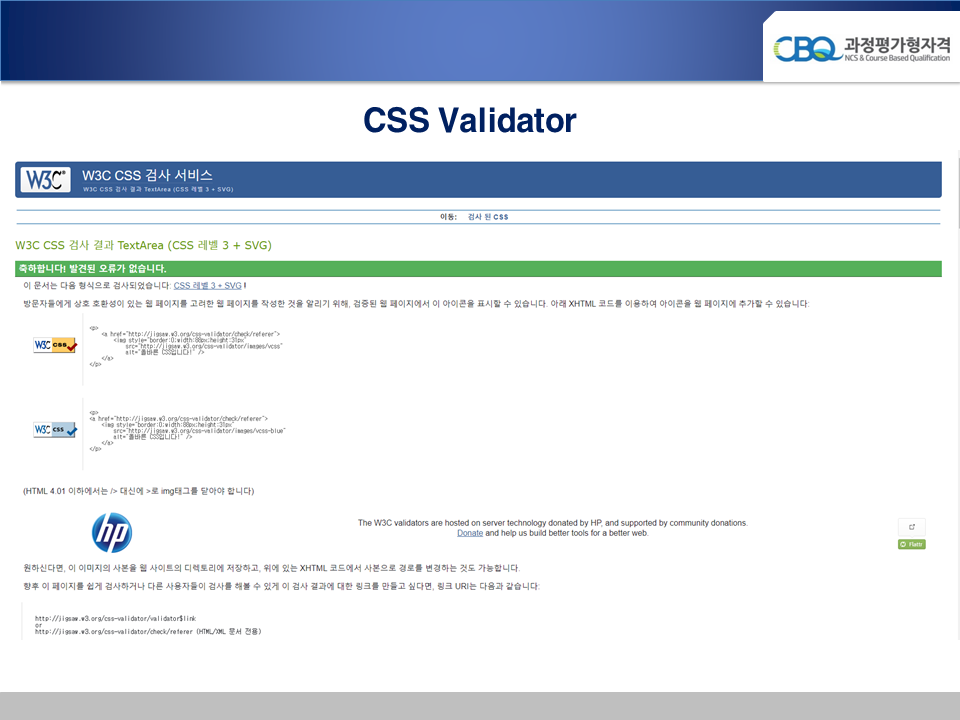 CBQ 과정평가형자격
NCS & Course Based Qualification
CSS Validator
W3C® W3C CSS 검사 서비스
W3C CSS 검사 결과 TextArea (CSS 레벨 3 + SVG)
이동: 검사 된 CSS
W3C CSS 검사 결과 TextArea (CSS 레벨 3 + SVG)
축하합니다! 발견된 오류가 없습니다.
이 문서는 다음 형식으로 검사되었습니다: CSS 레벨 3 + SVG !
방문자들에게 상호 호환성이 있는 웹 페이지를 고려한 웹 페이지를 작성한 것을 알리기 위해, 검증된 웹 페이지에서 이 아이콘을 표시할 수 있습니다. 아래 XHTML 코드를 이용하여 아이콘을 웹 페이지에 추가할 수 있습니다:
<p>
<a href="http://jigsaw.w3.org/css-validator/check/referer">
<img style="border:0;width:88px;height:31px"
W3C css
src="http://jigsaw.w3.org/css-validator/images/vcss"
alt="올바른 CSS입니다!" />
</a>
</p>
<p>
<a href="http://jigsaw.w3.org/css-validator/check/referer">
<img style="border:0;width:88px;height:31px"
W3C css
src="http://jigsaw.w3.org/css-validator/images/vcss-blue"
alt="올바른 CSS입니다!" />
</a>
</p>
(HTML 4.01 이하에서는 /> 대신에 >로 img태그를 닫아야 합니다)
hp
The W3C validators are hosted on server technology donated by HP, and supported by community donations.
Donate and help us build better tools for a better web.
Flattr
원하신다면, 이 이미지의 사본을 웹 사이트의 디렉토리에 저장하고, 위에 있는 XHTML 코드에서 사본으로 경로를 변경하는 것도 가능합니다.
향후 이 페이지를 쉽게 검사하거나 다른 사용자들이 검사를 해볼 수 있게 이 검사 결과에 대한 링크를 만들고 싶다면, 링크 URI는 다음과 같습니다:
http://jigsaw.w3.org/css-validator/validator$link
or
http://jigsaw.w3.org/css-validator/check/referer (HTML/XML 문서 전용)